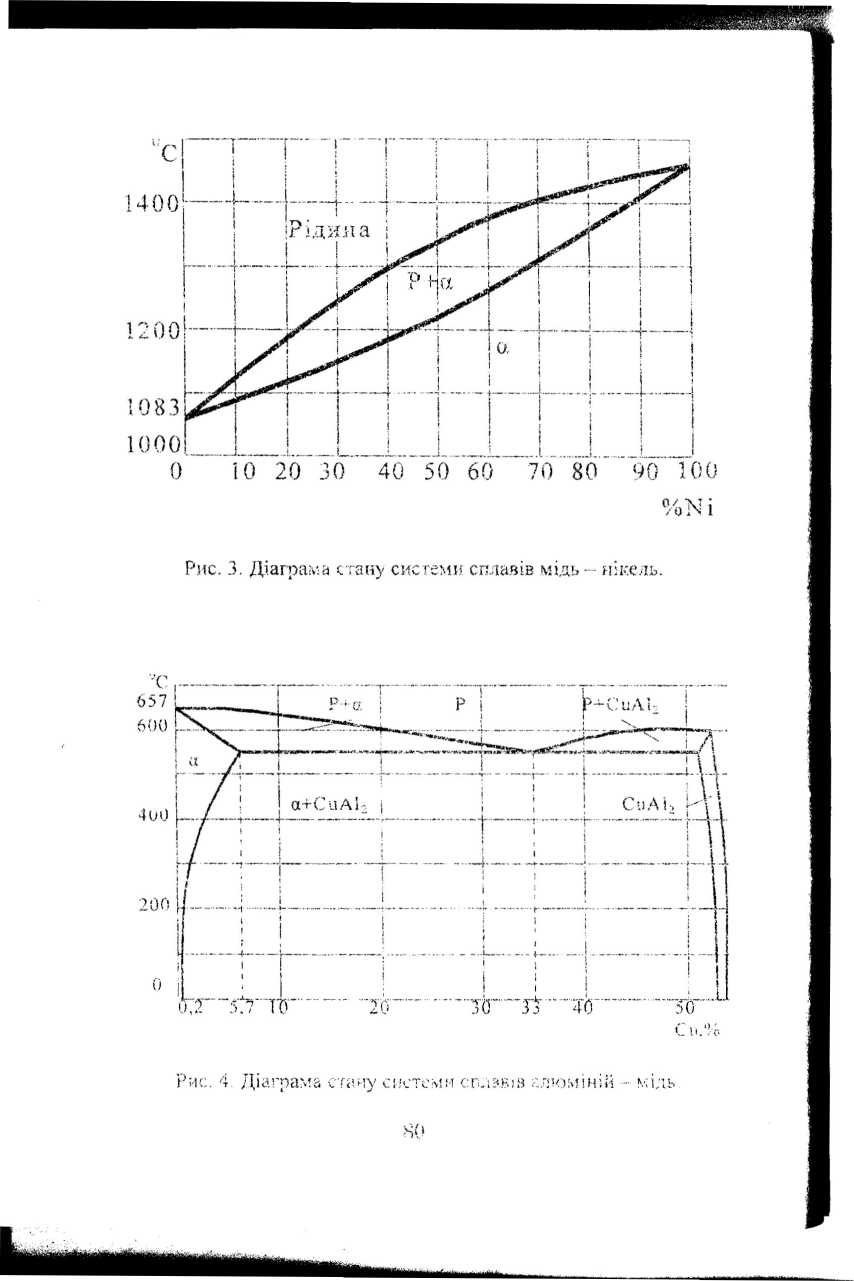 °C
1400
Рідина
Р+α
1200
α
1083
1000
0 10 20 30 40 50 60 70 80 90 100
%Ni
Рис. 3. Діаграма стану системи сплавів мідь – нікель.
°C
657
Р+α Р Р+CuAl₂
600
α
α+CuAl₂ CuAl₂
400
200
0
0,2 5,7 10 20 30 33 40 50
Cu,%
Рис. 4. Діаграма стану системи сплавів алюміній – мідь
80